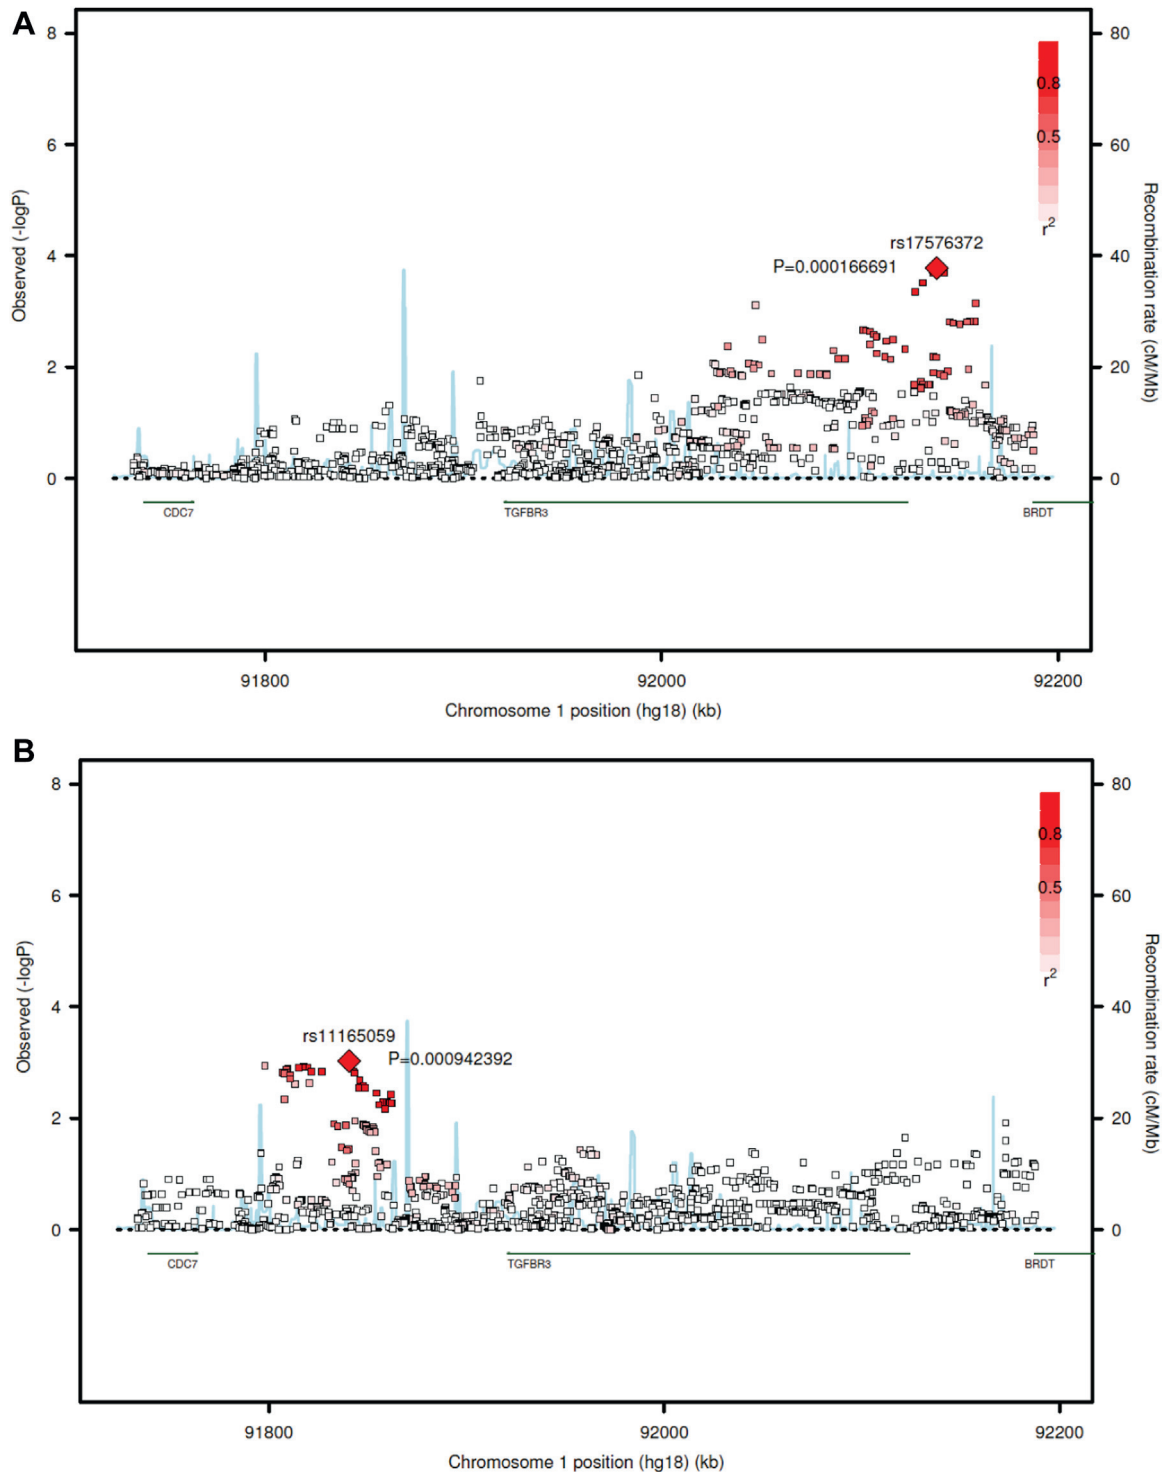 A
8
6
4
2
0
Observed (-logP)
80
60
40
20
0
Recombination rate (cM/Mb)
0.8
0.5
r2
rs17576372
P=0.000166691
CDC7
TGFBR3
BRDT
91800
92000
92200
Chromosome 1 position (hg18) (kb)
B
8
6
4
2
0
Observed (-logP)
80
60
40
20
0
Recombination rate (cM/Mb)
0.8
0.5
r2
rs11165059
P=0.000942392
CDC7
TGFBR3
BRDT
91800
92000
92200
Chromosome 1 position (hg18) (kb)